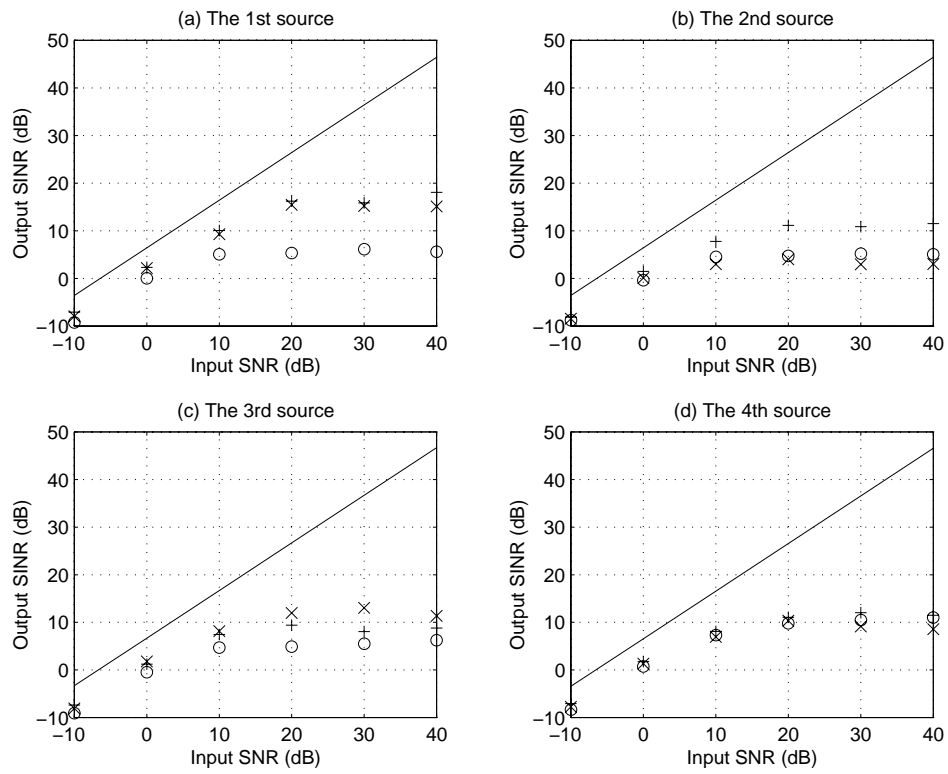 (a) The 1st source
50
40
30
20
10
0
−10
Output SINR (dB)
−10 0 10 20 30 40
Input SNR (dB)
(b) The 2nd source
50
40
30
20
10
0
−10
Output SINR (dB)
−10 0 10 20 30 40
Input SNR (dB)
(c) The 3rd source
50
40
30
20
10
0
−10
Output SINR (dB)
−10 0 10 20 30 40
Input SNR (dB)
(d) The 4th source
50
40
30
20
10
0
−10
Output SINR (dB)
−10 0 10 20 30 40
Input SNR (dB)